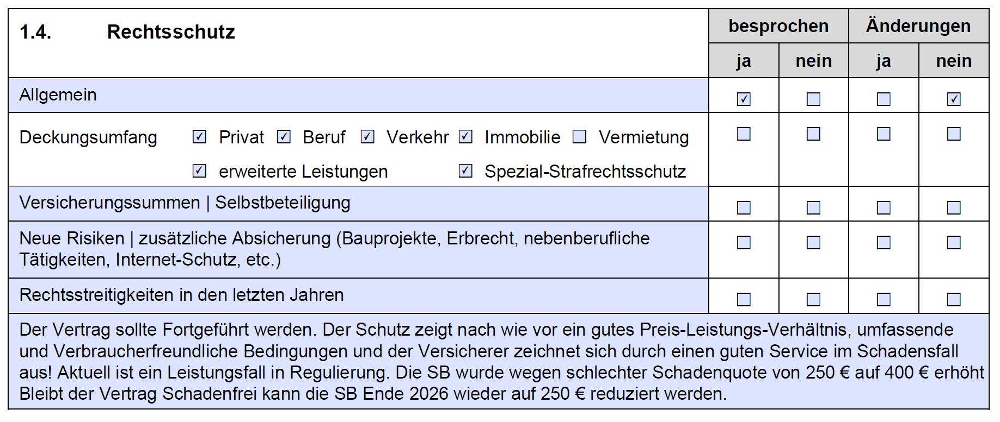 1.4. Rechtsschutz
besprochen Änderungen
ja nein ja nein
Allgemein
Deckungsumfang Privat Beruf Verkehr Immobilie Vermietung
erweiterte Leistungen Spezial-Strafrechtsschutz
Versicherungssummen | Selbstbeteiligung
Neue Risiken | zusätzliche Absicherung (Bauprojekte, Erbrecht, nebenberufliche
Tätigkeiten, Internet-Schutz, etc.)
Rechtsstreitigkeiten in den letzten Jahren
Der Vertrag sollte Fortgeführt werden. Der Schutz zeigt nach wie vor ein gutes Preis-Leistungs-Verhältnis, umfassende
und Verbraucherfreundliche Bedingungen und der Versicherer zeichnet sich durch einen guten Service im Schadensfall
aus! Aktuell ist ein Leistungsfall in Regulierung. Die SB wurde wegen schlechter Schadenquote von 250 € auf 400 € erhöht
Bleibt der Vertrag Schadenfrei kann die SB Ende 2026 wieder auf 250 € reduziert werden.